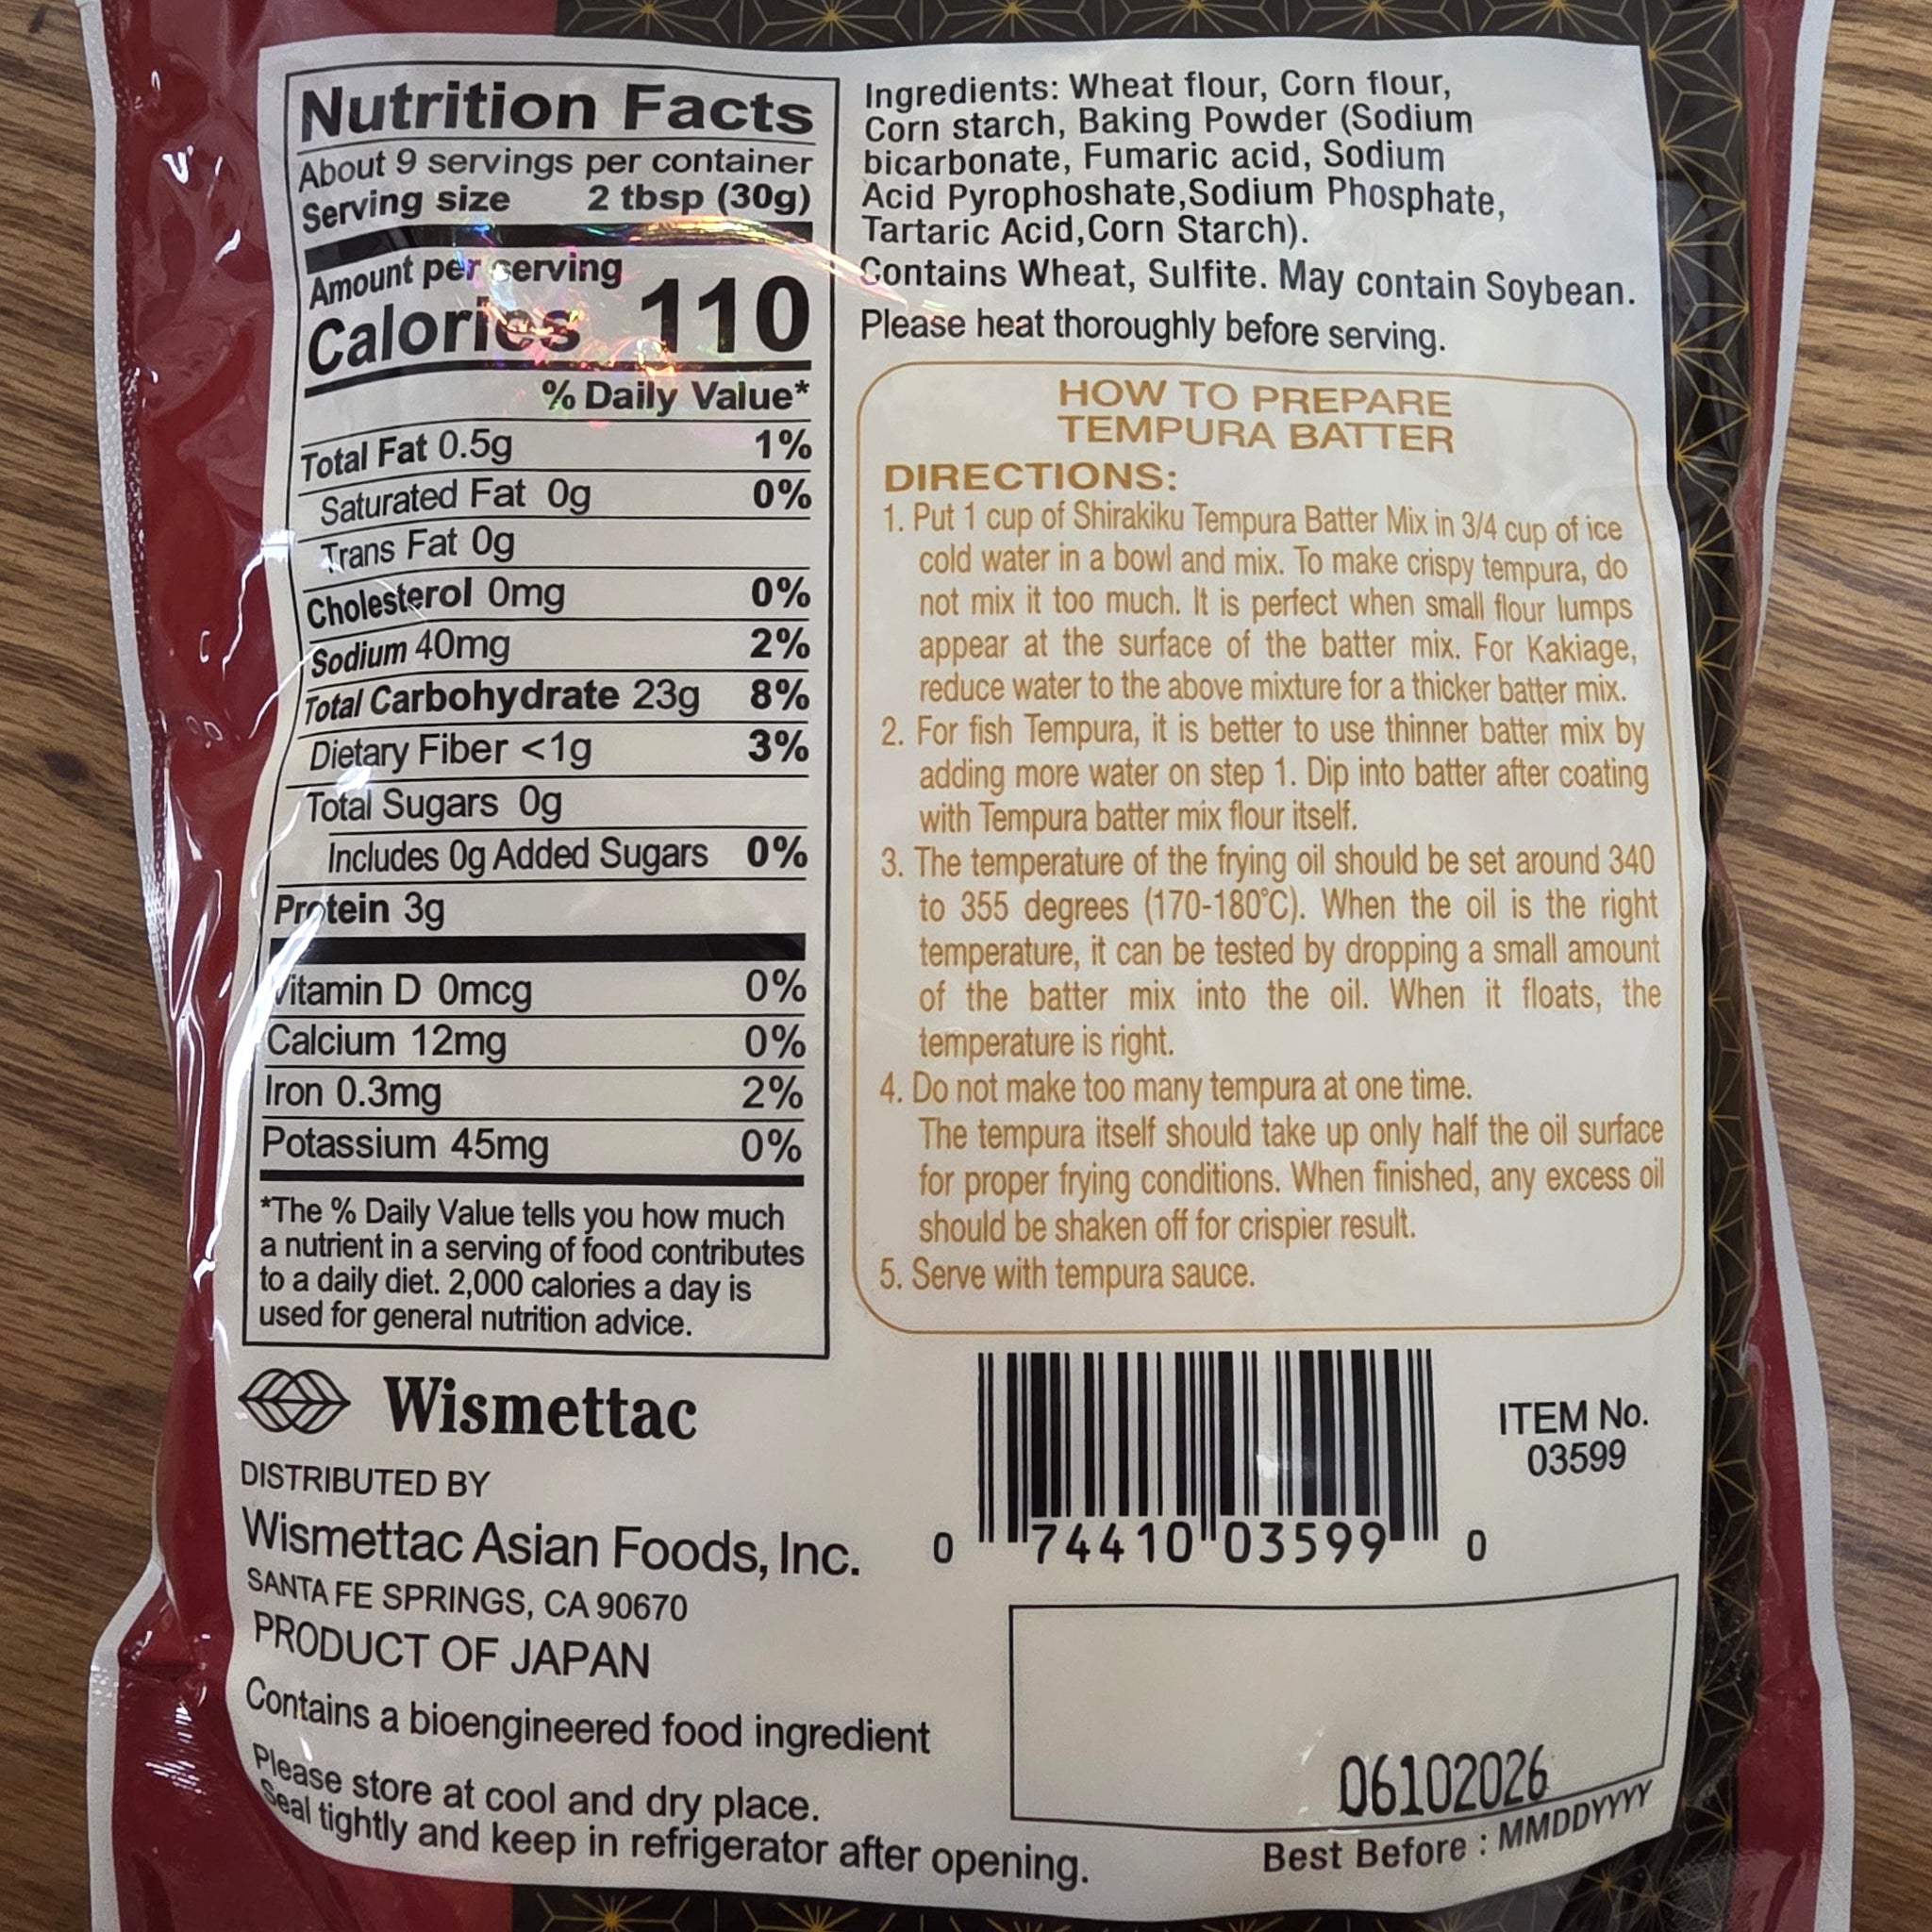 Nutrition Facts
About 9 servings per container
Serving size 2 tbsp (30g)
Amount per serving
Calories 110
% Daily Value*
Total Fat 0.5g 1%
Saturated Fat 0g 0%
Trans Fat 0g
Cholesterol 0mg 0%
Sodium 40mg 2%
Total Carbohydrate 23g 8%
Dietary Fiber <1g 3%
Total Sugars 0g
Includes 0g Added Sugars 0%
Protein 3g
Vitamin D 0mcg 0%
Calcium 12mg 0%
Iron 0.3mg 2%
Potassium 45mg 0%
*The % Daily Value tells you how much
a nutrient in a serving of food contributes
to a daily diet. 2,000 calories a day is
used for general nutrition advice.
Ingredients: Wheat flour, Corn flour,
Corn starch, Baking Powder (Sodium
bicarbonate, Fumaric acid, Sodium
Acid Pyrophoshate,Sodium Phosphate,
Tartaric Acid,Corn Starch).
Contains Wheat, Sulfite. May contain Soybean.
Please heat thoroughly before serving.
HOW TO PREPARE
TEMPURA BATTER
DIRECTIONS:
1. Put 1 cup of Shirakiku Tempura Batter Mix in 3/4 cup of ice
cold water in a bowl and mix. To make crispy tempura, do
not mix it too much. It is perfect when small flour lumps
appear at the surface of the batter mix. For Kakiage,
reduce water to the above mixture for a thicker batter mix.
2. For fish Tempura, it is better to use thinner batter mix by
adding more water on step 1. Dip into batter after coating
with Tempura batter mix flour itself.
3. The temperature of the frying oil should be set around 340
to 355 degrees (170-180℃). When the oil is the right
temperature, it can be tested by dropping a small amount
of the batter mix into the oil. When it floats, the
temperature is right.
4. Do not make too many tempura at one time.
The tempura itself should take up only half the oil surface
for proper frying conditions. When finished, any excess oil
should be shaken off for crispier result.
5. Serve with tempura sauce.
Wismettac
DISTRIBUTED BY
Wismettac Asian Foods, Inc.
SANTA FE SPRINGS, CA 90670
PRODUCT OF JAPAN
Contains a bioengineered food ingredient
Please store at cool and dry place.
Seal tightly and keep in refrigerator after opening.
0 74410 03599 0
ITEM No.
03599
06102026
Best Before : MMDDYYYY